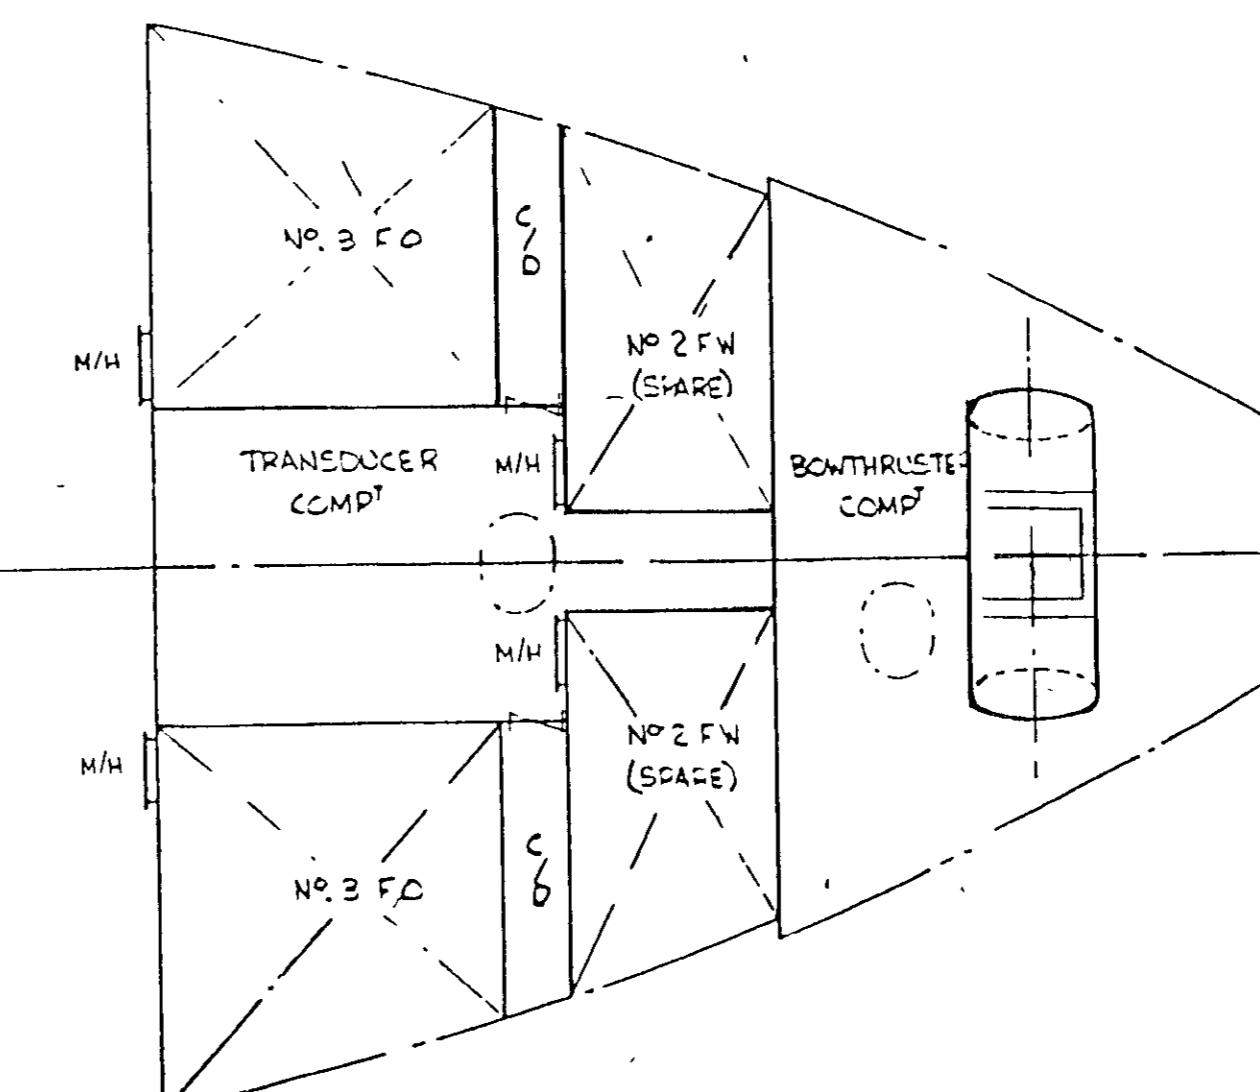 Nº. 3 F O
C/D
M/H
Nº 2 FW
(SPARE)
TRANSDUCER
COMPᵀ
M/H
BOWTHRUSTER
COMPᵀ
M/H
Nº 2 FW
(SPARE)
M/H
C/D
Nº. 3 F O